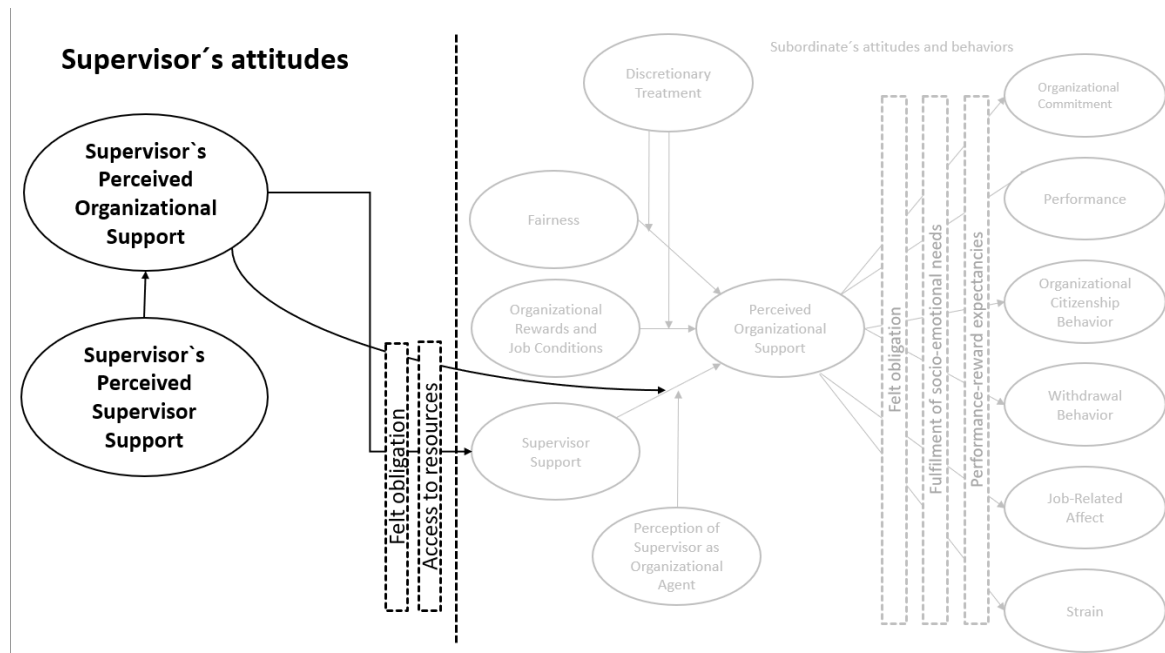 Supervisor´s attitudes
Supervisor`s
Perceived
Organizational
Support
Supervisor`s
Perceived
Supervisor
Support
Felt obligation
Access to resources
Subordinate´s attitudes and behaviors
Discretionary
Treatment
Fairness
Organizational
Rewards and
Job Conditions
Supervisor
Support
Perception of
Supervisor as
Organizational
Agent
Perceived
Organizational
Support
Felt obligation
Fulfilment of socio-emotional needs
Performance-reward expectancies
Organizational
Commitment
Performance
Organizational
Citizenship
Behavior
Withdrawal
Behavior
Job-Related
Affect
Strain